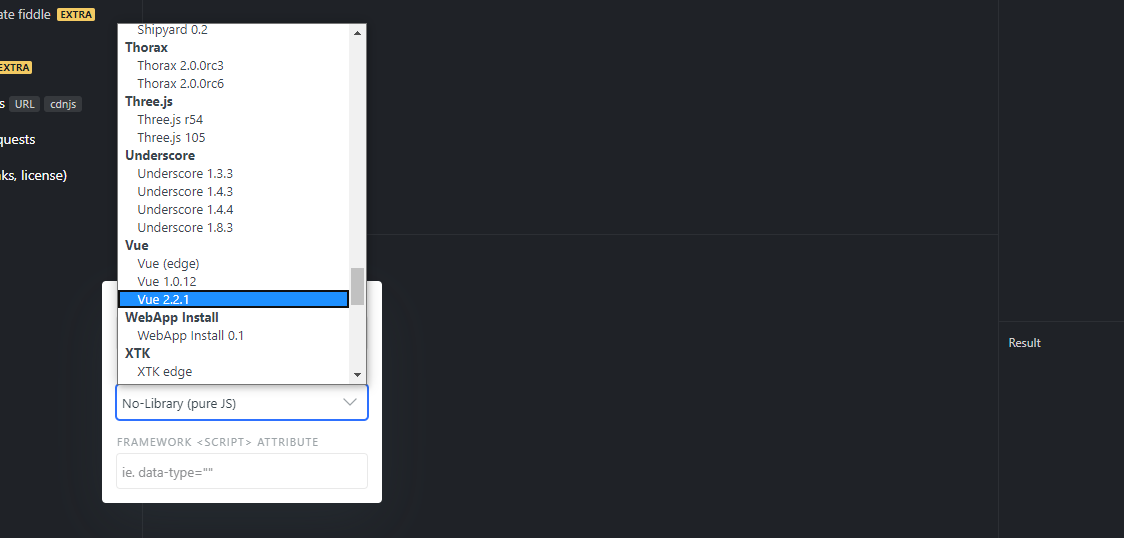 ate fiddle EXTRA
EXTRA
s URL cdnjs
quests
ks, license)
Shipyard 0.2
Thorax
Thorax 2.0.0rc3
Thorax 2.0.0rc6
Three.js
Three.js r54
Three.js 105
Underscore
Underscore 1.3.3
Underscore 1.4.3
Underscore 1.4.4
Underscore 1.8.3
Vue
Vue (edge)
Vue 1.0.12
Vue 2.2.1
WebApp Install
WebApp Install 0.1
XTK
XTK edge
No-Library (pure JS)
FRAMEWORK <SCRIPT> ATTRIBUTE
ie. data-type=""
Result